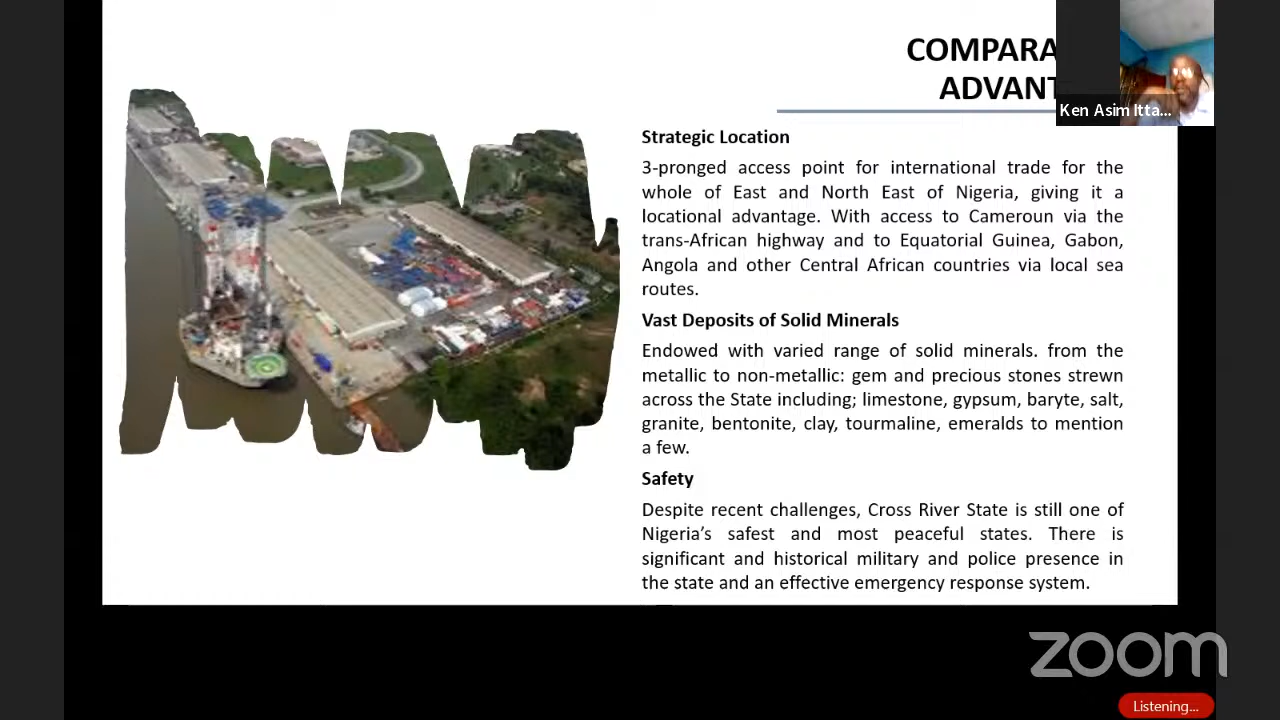 COMPARA
ADVANT
Ken Asim Itta...
Strategic Location
3-pronged access point for international trade for the
whole of East and North East of Nigeria, giving it a
locational advantage. With access to Cameroun via the
trans-African highway and to Equatorial Guinea, Gabon,
Angola and other Central African countries via local sea
routes.
Vast Deposits of Solid Minerals
Endowed with varied range of solid minerals. from the
metallic to non-metallic: gem and precious stones strewn
across the State including; limestone, gypsum, baryte, salt,
granite, bentonite, clay, tourmaline, emeralds to mention
a few.
Safety
Despite recent challenges, Cross River State is still one of
Nigeria’s safest and most peaceful states. There is
significant and historical military and police presence in
the state and an effective emergency response system.
zoom
Listening...